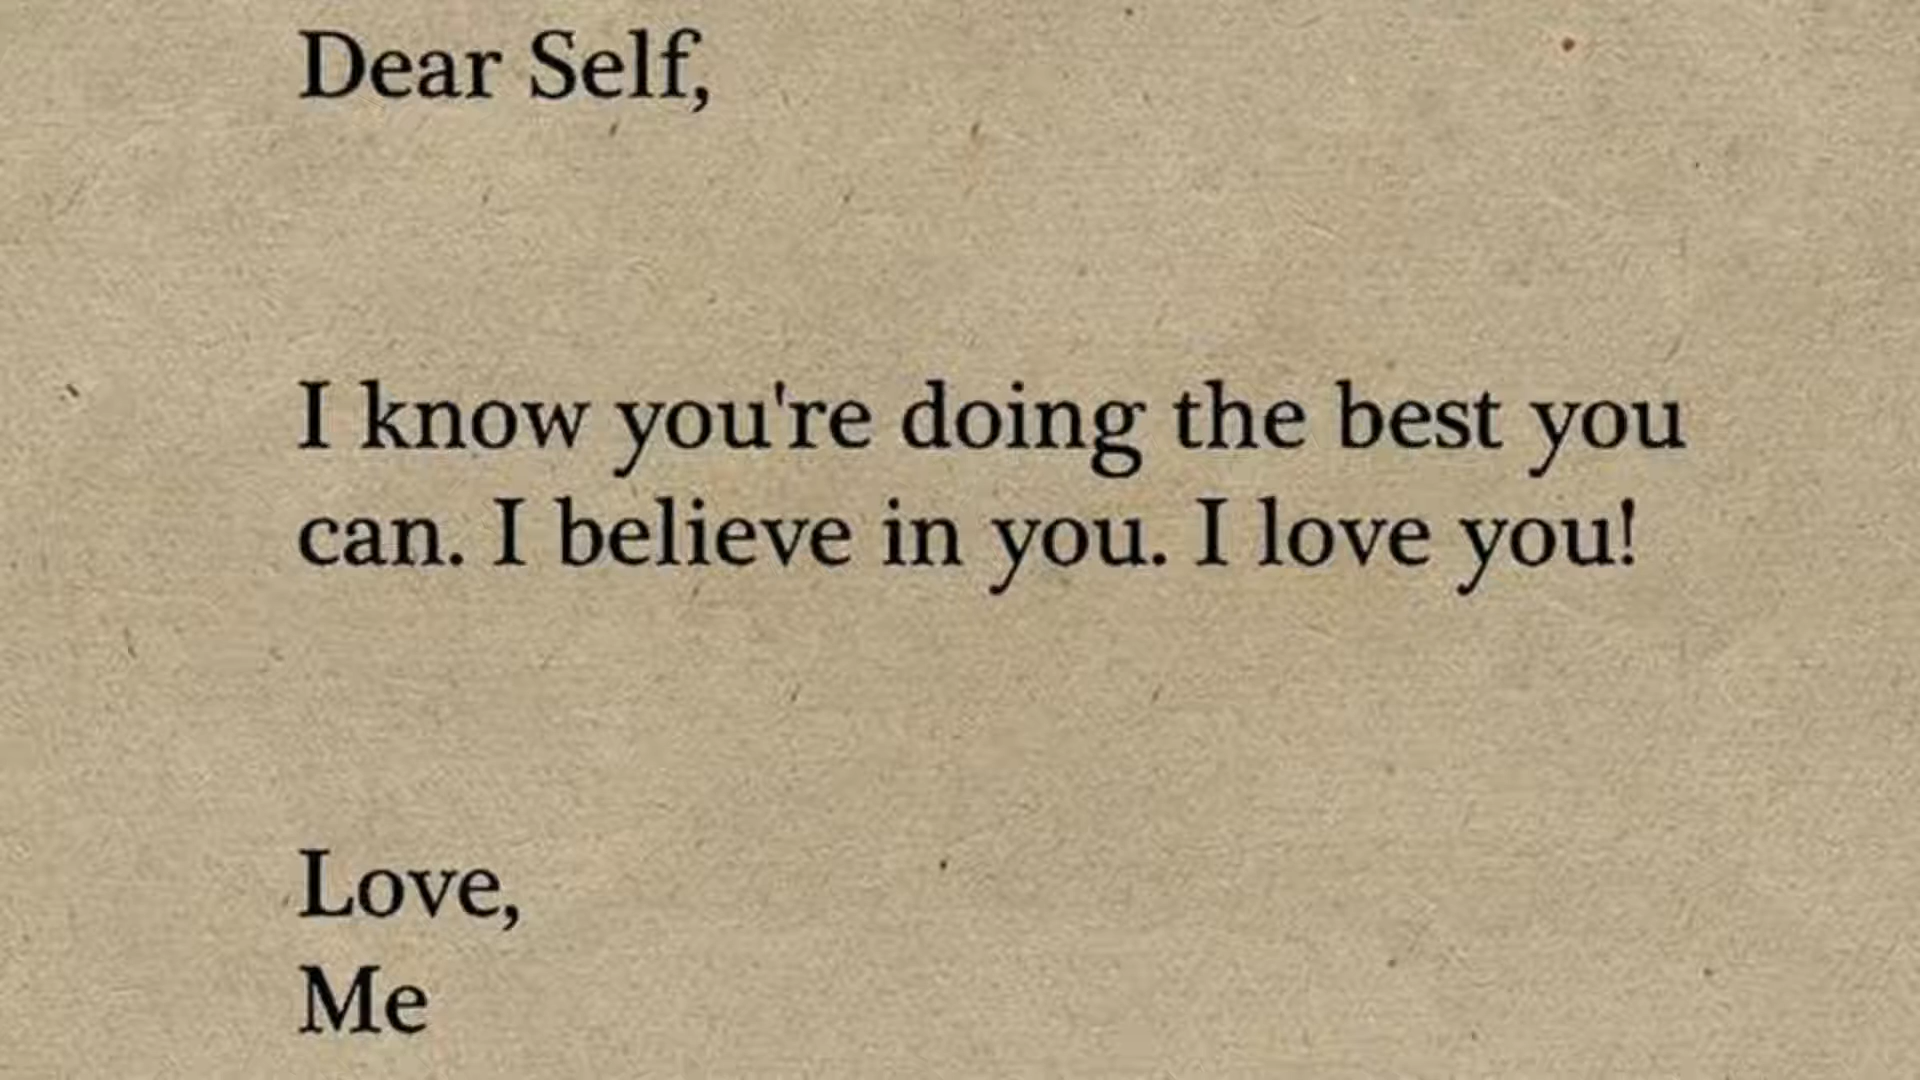 Dear Self,
I know you're doing the best you
can. I believe in you. I love you!
Love,
Me